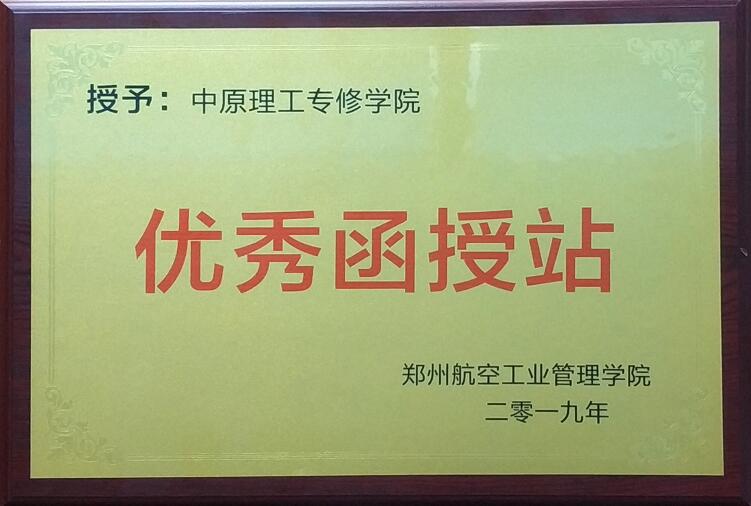 授予：中原理工专修学院
优秀函授站
郑州航空工业管理学院
二零一九年